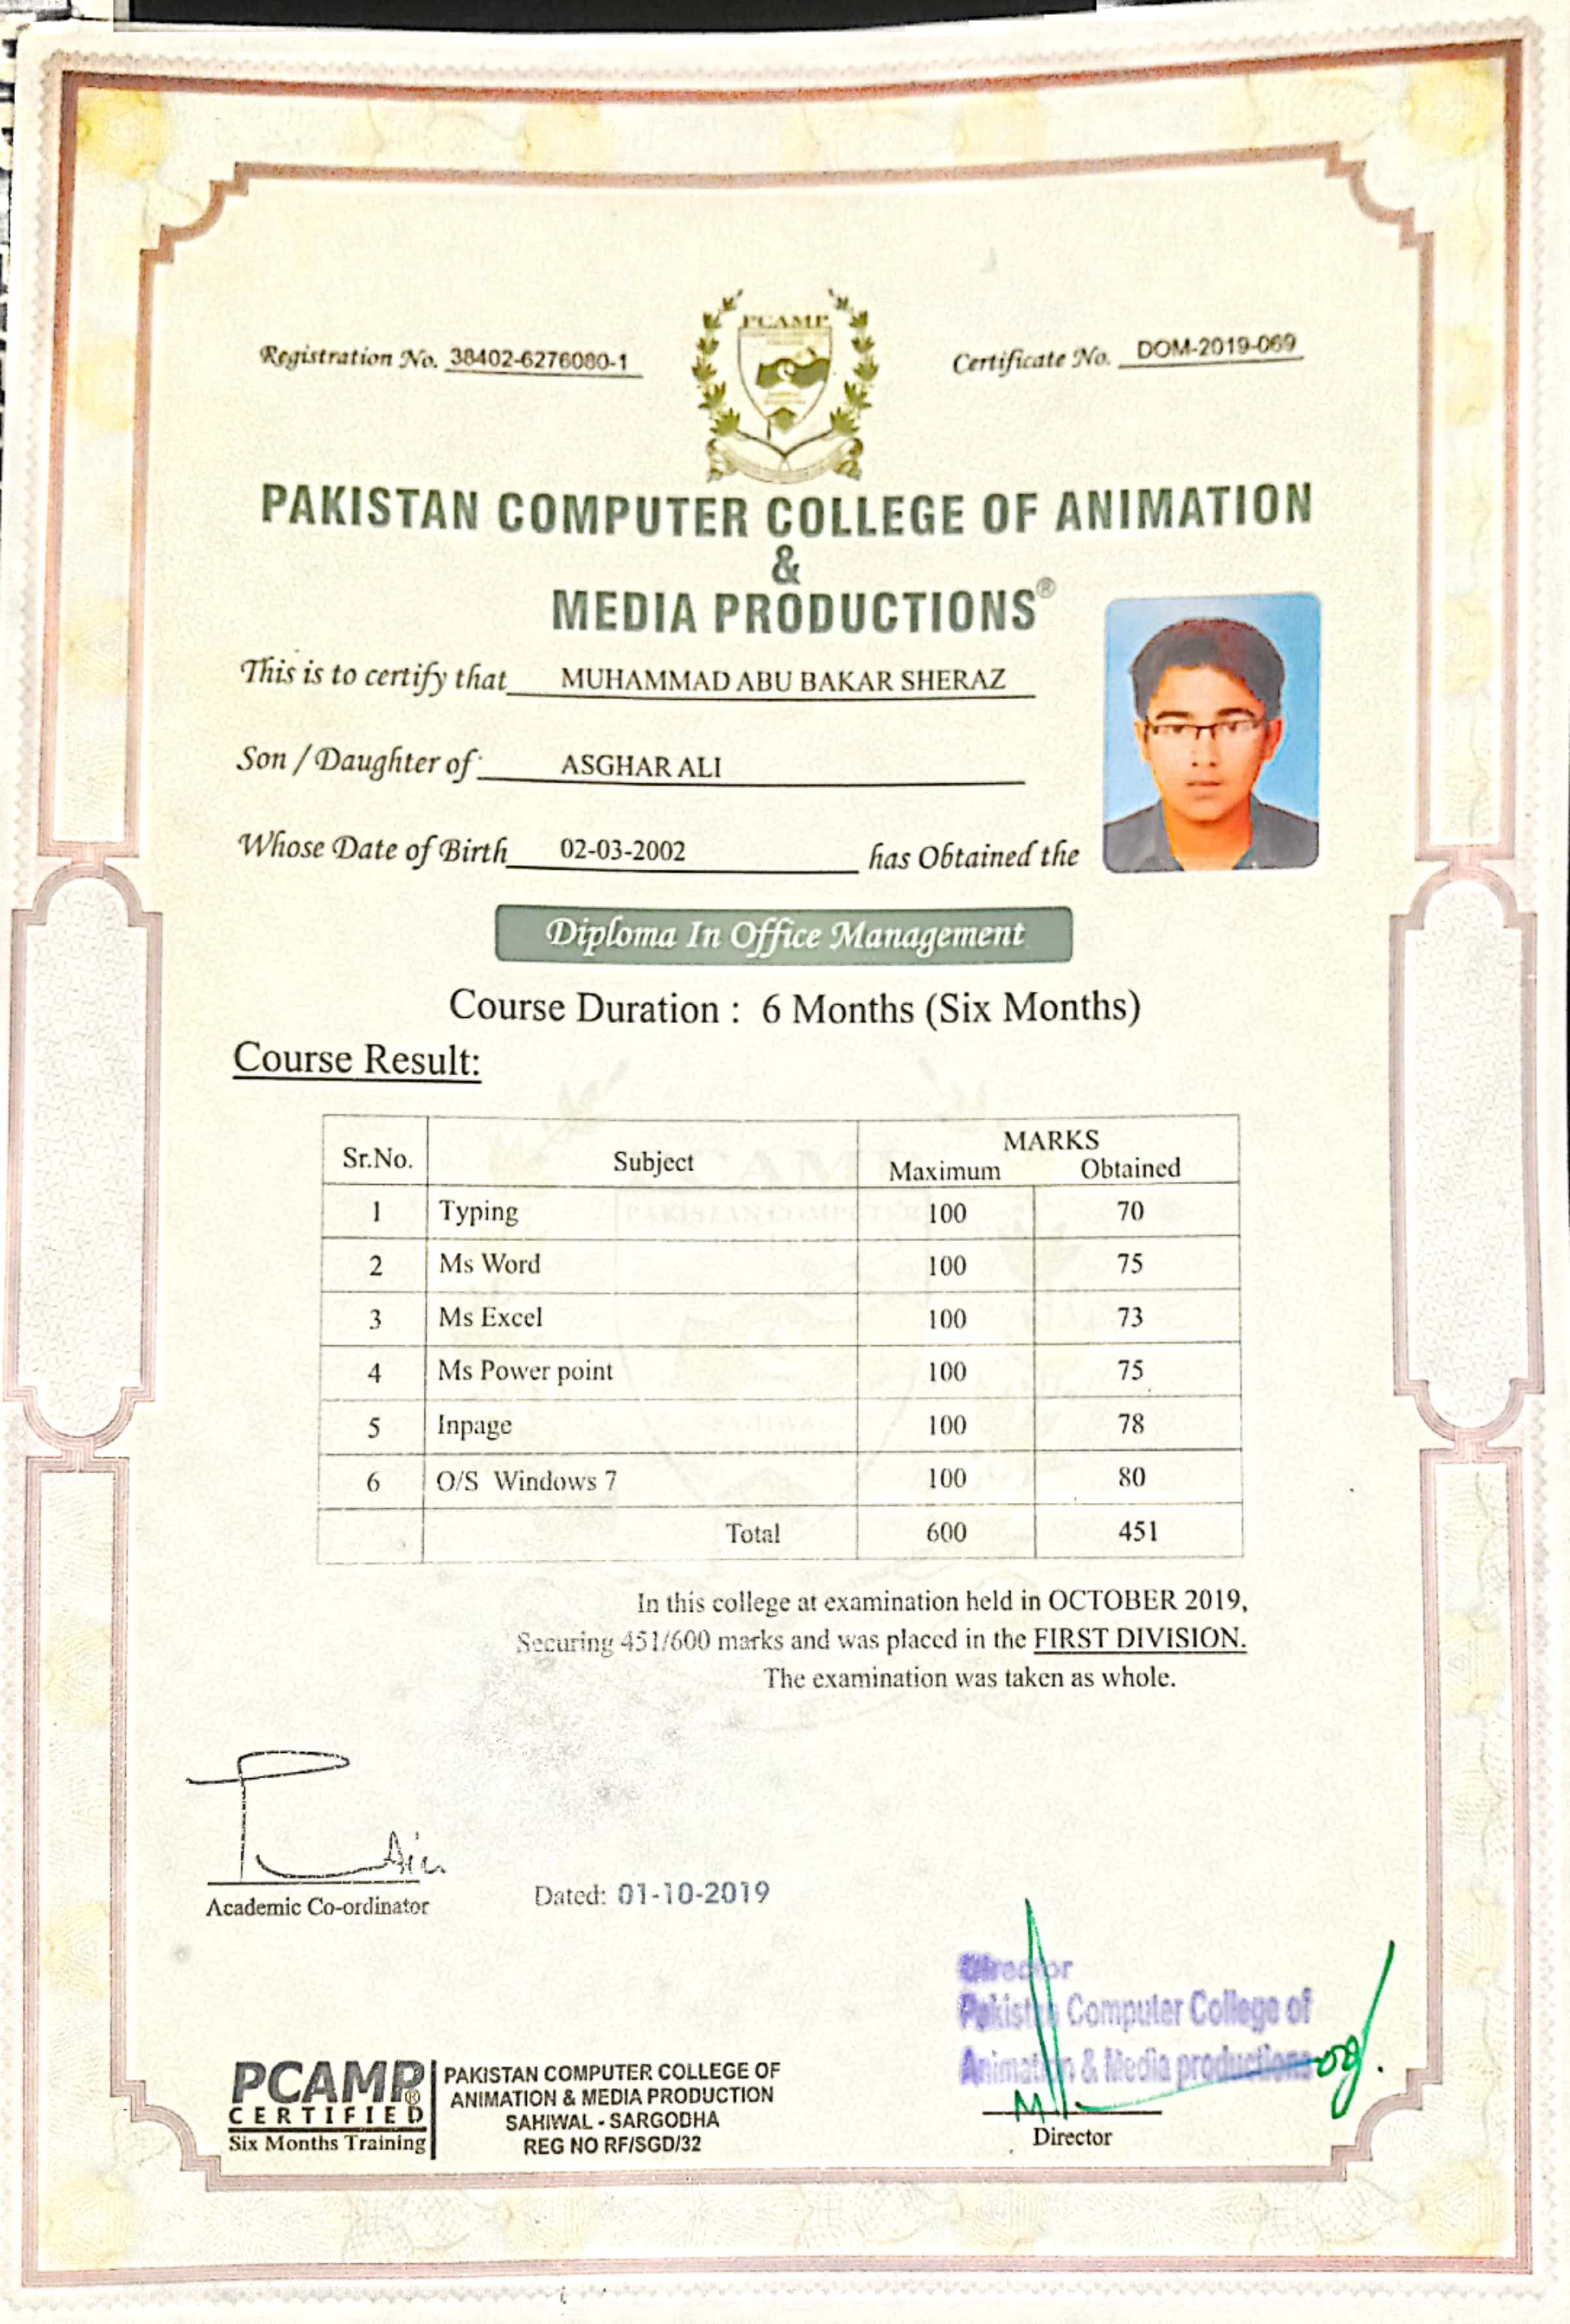 Registration No. 38402-6276080-1
Certificate No. DOM-2019-069
PCAMP
PAKISTAN COMPUTER COLLEGE OF ANIMATION
&
MEDIA PRODUCTIONS®
This is to certify that MUHAMMAD ABU BAKAR SHERAZ
Son / Daughter of ASGHAR ALI
Whose Date of Birth 02-03-2002 has Obtained the
Diploma In Office Management
Course Duration : 6 Months (Six Months)
Course Result:
Sr.No. Subject MARKS
Maximum Obtained
1 Typing 100 70
2 Ms Word 100 75
3 Ms Excel 100 73
4 Ms Power point 100 75
5 Inpage 100 78
6 O/S Windows 7 100 80
Total 600 451
In this college at examination held in OCTOBER 2019,
Securing 451/600 marks and was placed in the FIRST DIVISION.
The examination was taken as whole.
Academic Co-ordinator
Dated: 01-10-2019
Director
Pakistan Computer College of
Animation & Media productions
Director
PCAMP®
CERTIFIED
Six Months Training
PAKISTAN COMPUTER COLLEGE OF
ANIMATION & MEDIA PRODUCTION
SAHIWAL - SARGODHA
REG NO RF/SGD/32